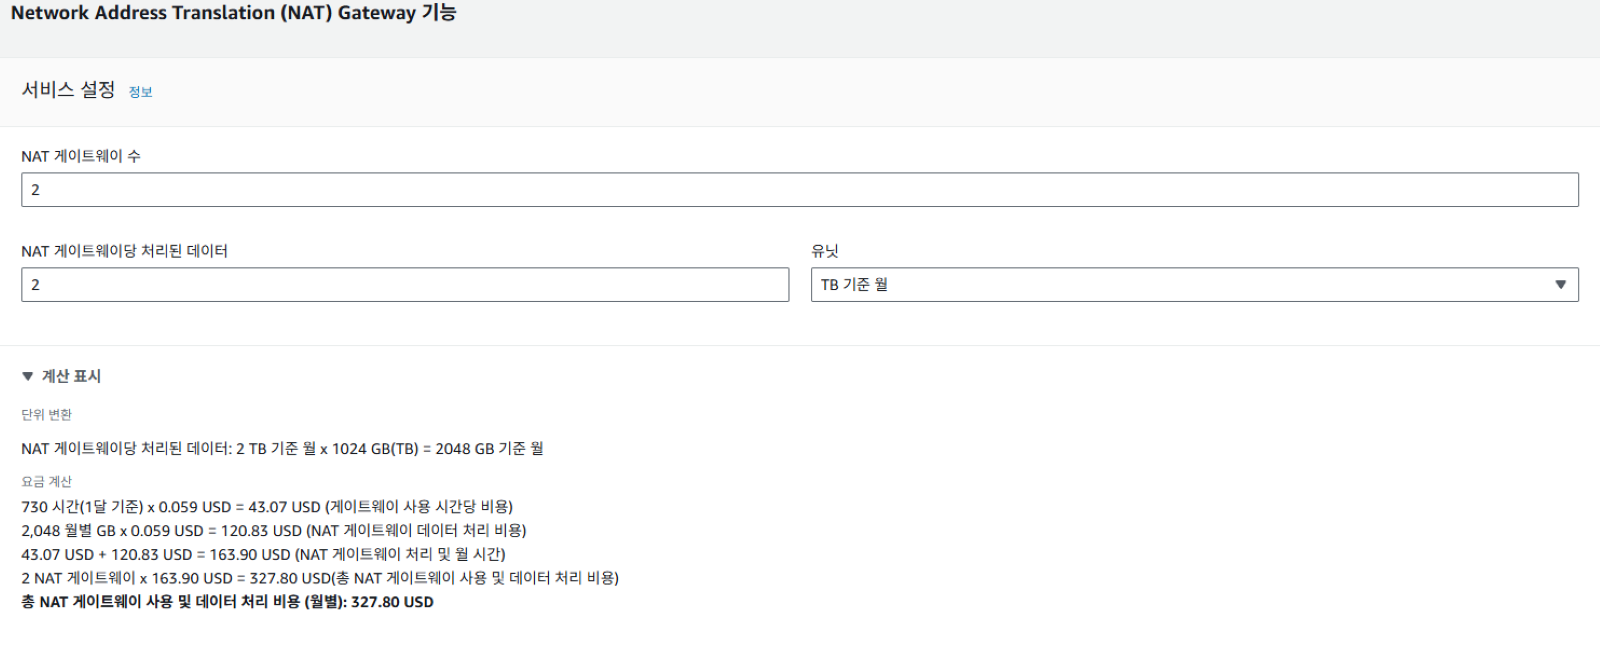 Network Address Translation (NAT) Gateway 기능
서비스 설정 정보
NAT 게이트웨이 수
2
NAT 게이트웨이당 처리된 데이터 유닛
2 TB 기준 월
계산 표시
단위 변환
NAT 게이트웨이당 처리된 데이터: 2 TB 기준 월 x 1024 GB(TB) = 2048 GB 기준 월
요금 계산
730 시간(1달 기준) x 0.059 USD = 43.07 USD (게이트웨이 사용 시간당 비용)
2,048 월별 GB x 0.059 USD = 120.83 USD (NAT 게이트웨이 데이터 처리 비용)
43.07 USD + 120.83 USD = 163.90 USD (NAT 게이트웨이 처리 및 월 시간)
2 NAT 게이트웨이 x 163.90 USD = 327.80 USD(총 NAT 게이트웨이 사용 및 데이터 처리 비용)
총 NAT 게이트웨이 사용 및 데이터 처리 비용 (월별): 327.80 USD